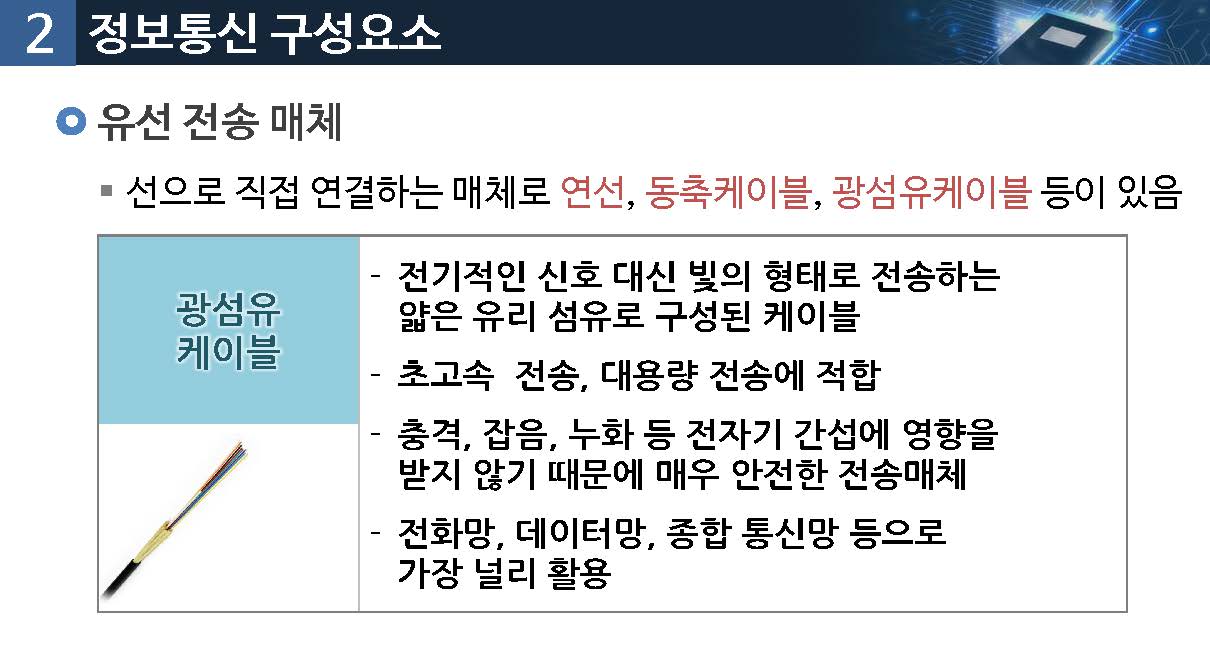 2 정보통신 구성요소
유선 전송 매체
▪ 선으로 직접 연결하는 매체로 연선, 동축케이블, 광섬유케이블 등이 있음
광섬유
케이블
- 전기적인 신호 대신 빛의 형태로 전송하는
얇은 유리 섬유로 구성된 케이블
- 초고속 전송, 대용량 전송에 적합
- 충격, 잡음, 누화 등 전자기 간섭에 영향을
받지 않기 때문에 매우 안전한 전송매체
- 전화망, 데이터망, 종합 통신망 등으로
가장 널리 활용